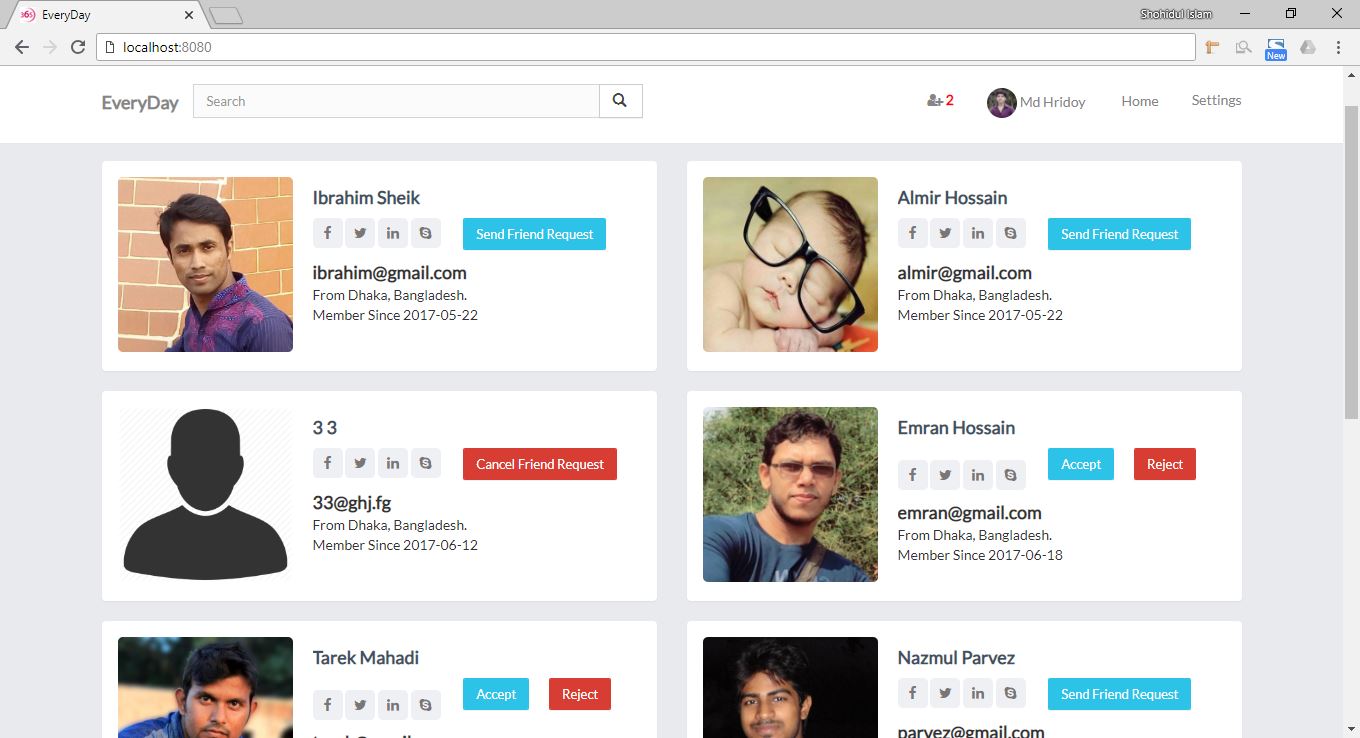 365 EveryDay
Shohidul Islam
localhost:8080
New
EveryDay
Search
2
Md Hridoy
Home
Settings
Ibrahim Sheik
Send Friend Request
ibrahim@gmail.com
From Dhaka, Bangladesh.
Member Since 2017-05-22
Almir Hossain
Send Friend Request
almir@gmail.com
From Dhaka, Bangladesh.
Member Since 2017-05-22
3 3
Cancel Friend Request
33@ghj.fg
From Dhaka, Bangladesh.
Member Since 2017-06-12
Emran Hossain
Accept Reject
emran@gmail.com
From Dhaka, Bangladesh.
Member Since 2017-06-18
Tarek Mahadi
Accept Reject
Nazmul Parvez
Send Friend Request
parvez@gmail.com